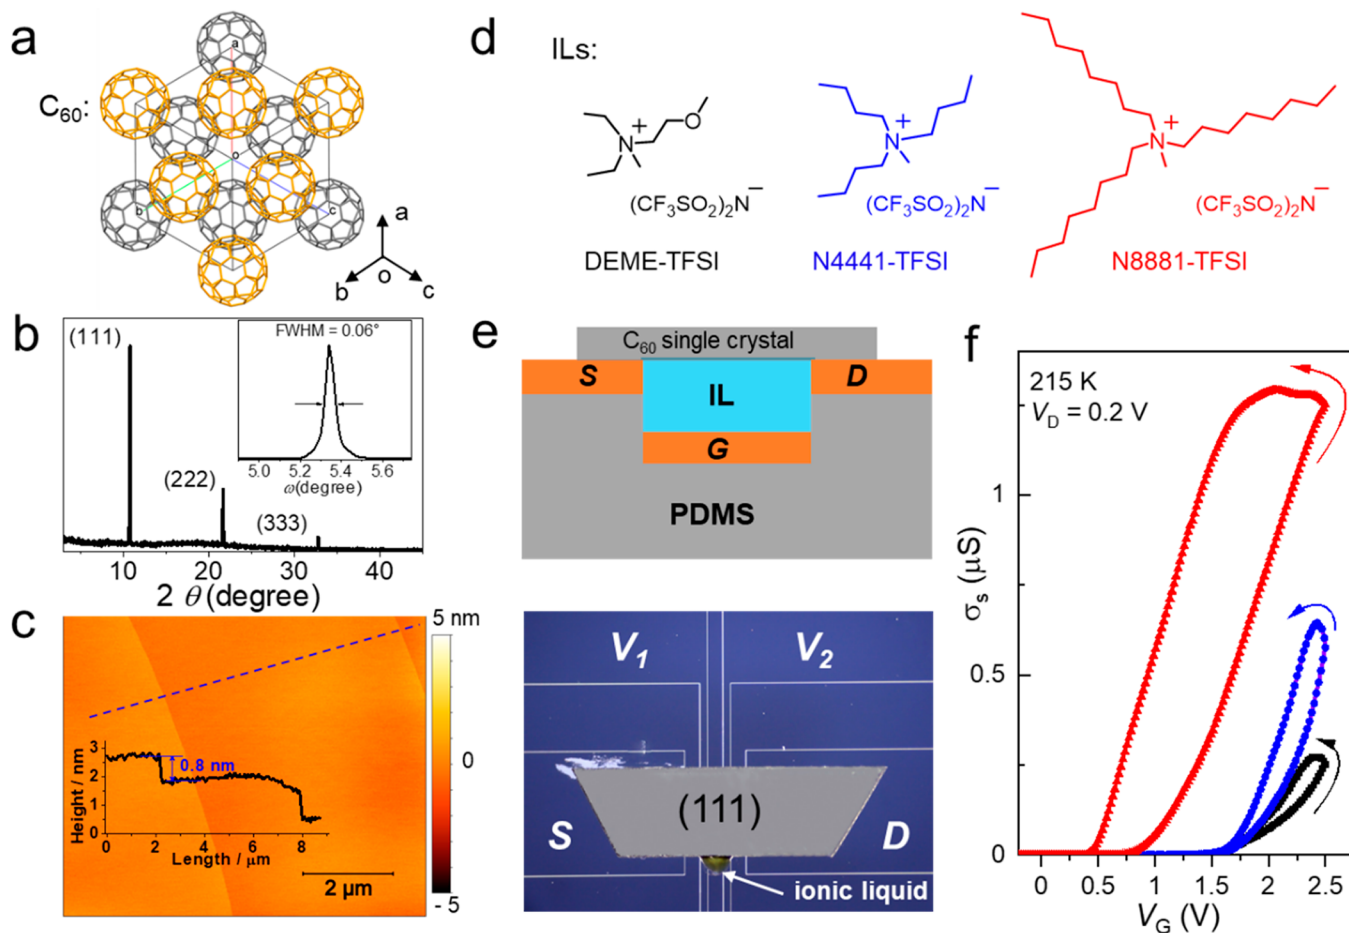 a
C60:
a
o
b
c
a
b
o
c
d
ILs:
N
+
O
(CF3SO2)2N−
DEME-TFSI
N
+
(CF3SO2)2N−
N4441-TFSI
N
+
(CF3SO2)2N−
N8881-TFSI
b
(111)
(222)
(333)
FWHM = 0.06°
4.9 5.2 5.4 5.6
ω(degree)
10 20 30 40
2 θ (degree)
c
5 nm
0
- 5
3
2
1
0
Height / nm
0.8 nm
0 2 4 6 8
Length / μm
2 μm
e
C60 single crystal
S
IL
D
G
PDMS
V1
V2
(111)
S
D
ionic liquid
f
215 K
VD = 0.2 V
1
0.5
0
σs (μS)
0 0.5 1 1.5 2 2.5
VG (V)